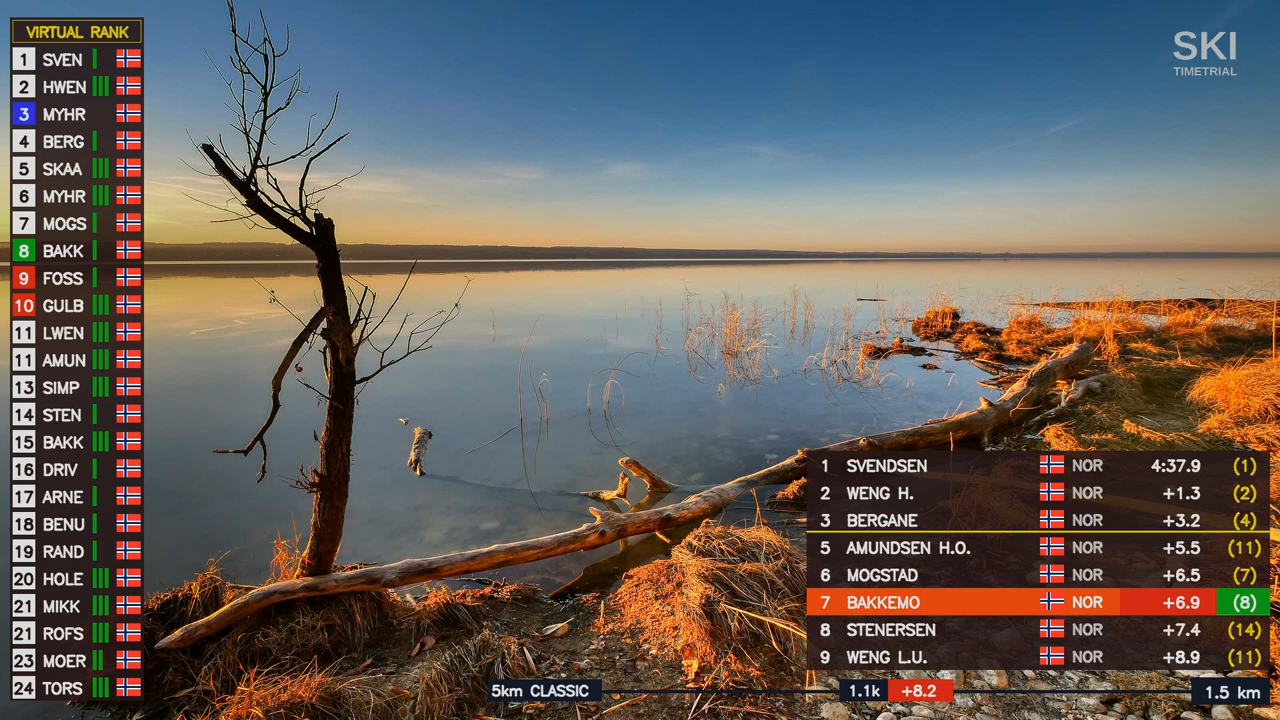 VIRTUAL RANK
1 SVEN
2 HWEN
3 MYHR
4 BERG
5 SKAA
6 MYHR
7 MOGS
8 BAKK
9 FOSS
10 GULB
11 LWEN
11 AMUN
13 SIMP
14 STEN
15 BAKK
16 DRIV
17 ARNE
18 BENU
19 RAND
20 HOLE
21 MIKK
21 ROFS
23 MOER
24 TORS
SKI
TIMETRIAL
1 SVENDSEN NOR 4:37.9 (1)
2 WENG H. NOR +1.3 (2)
3 BERGANE NOR +3.2 (4)
5 AMUNDSEN H.O. NOR +5.5 (11)
6 MOGSTAD NOR +6.5 (7)
7 BAKKEMO NOR +6.9 (8)
8 STENERSEN NOR +7.4 (14)
9 WENG L.U. NOR +8.9 (11)
5km CLASSIC 1.1k +8.2 1.5 km